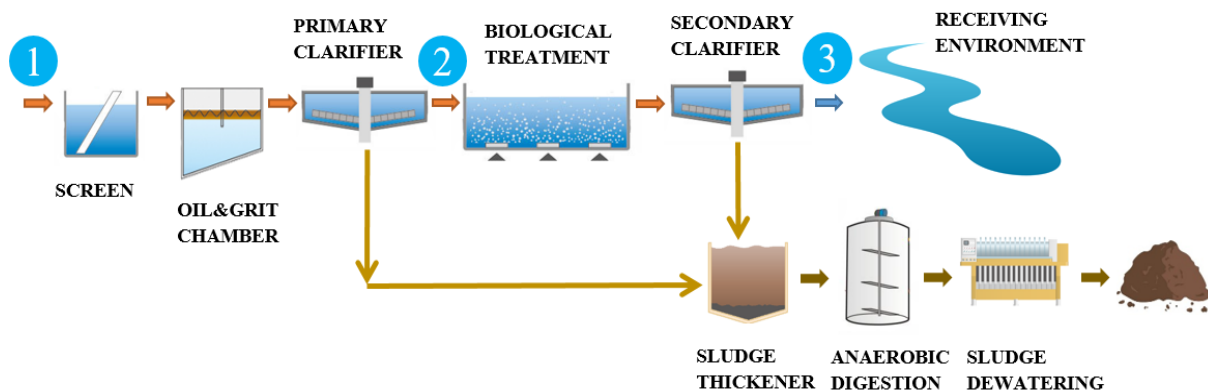 1
SCREEN
OIL&GRIT
CHAMBER
PRIMARY
CLARIFIER
2
BIOLOGICAL
TREATMENT
SECONDARY
CLARIFIER
3
RECEIVING
ENVIRONMENT
SLUDGE
THICKENER
ANAEROBIC
DIGESTION
SLUDGE
DEWATERING